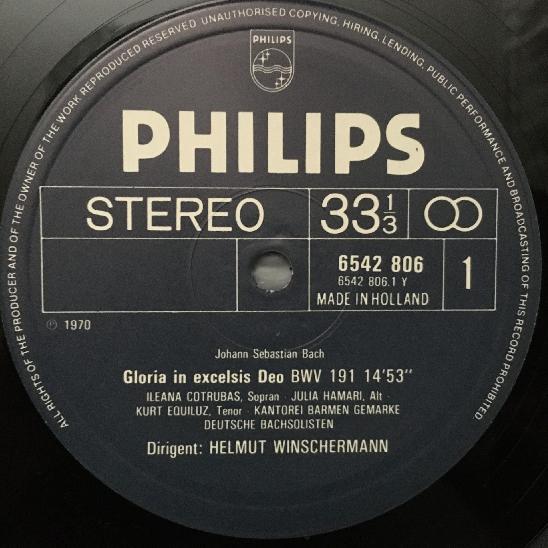 ALL RIGHTS OF THE PRODUCER AND OF THE OWNER OF THE WORK REPRODUCED RESERVED UNAUTHORISED COPYING, HIRING, LENDING, PUBLIC PERFORMANCE AND BROADCASTING OF THIS RECORD PROHIBITED
PHILIPS
PHILIPS
STEREO 33 1/3
6542 806
6542 806.1 Y
MADE IN HOLLAND
1
℗ 1970
Johann Sebastian Bach
Gloria in excelsis Deo BWV 191 14'53''
ILEANA COTRUBAS, Sopran · JULIA HAMARI, Alt ·
KURT EQUILUZ, Tenor · KANTOREI BARMEN GEMARKE
DEUTSCHE BACHSOLISTEN
Dirigent: HELMUT WINSCHERMANN